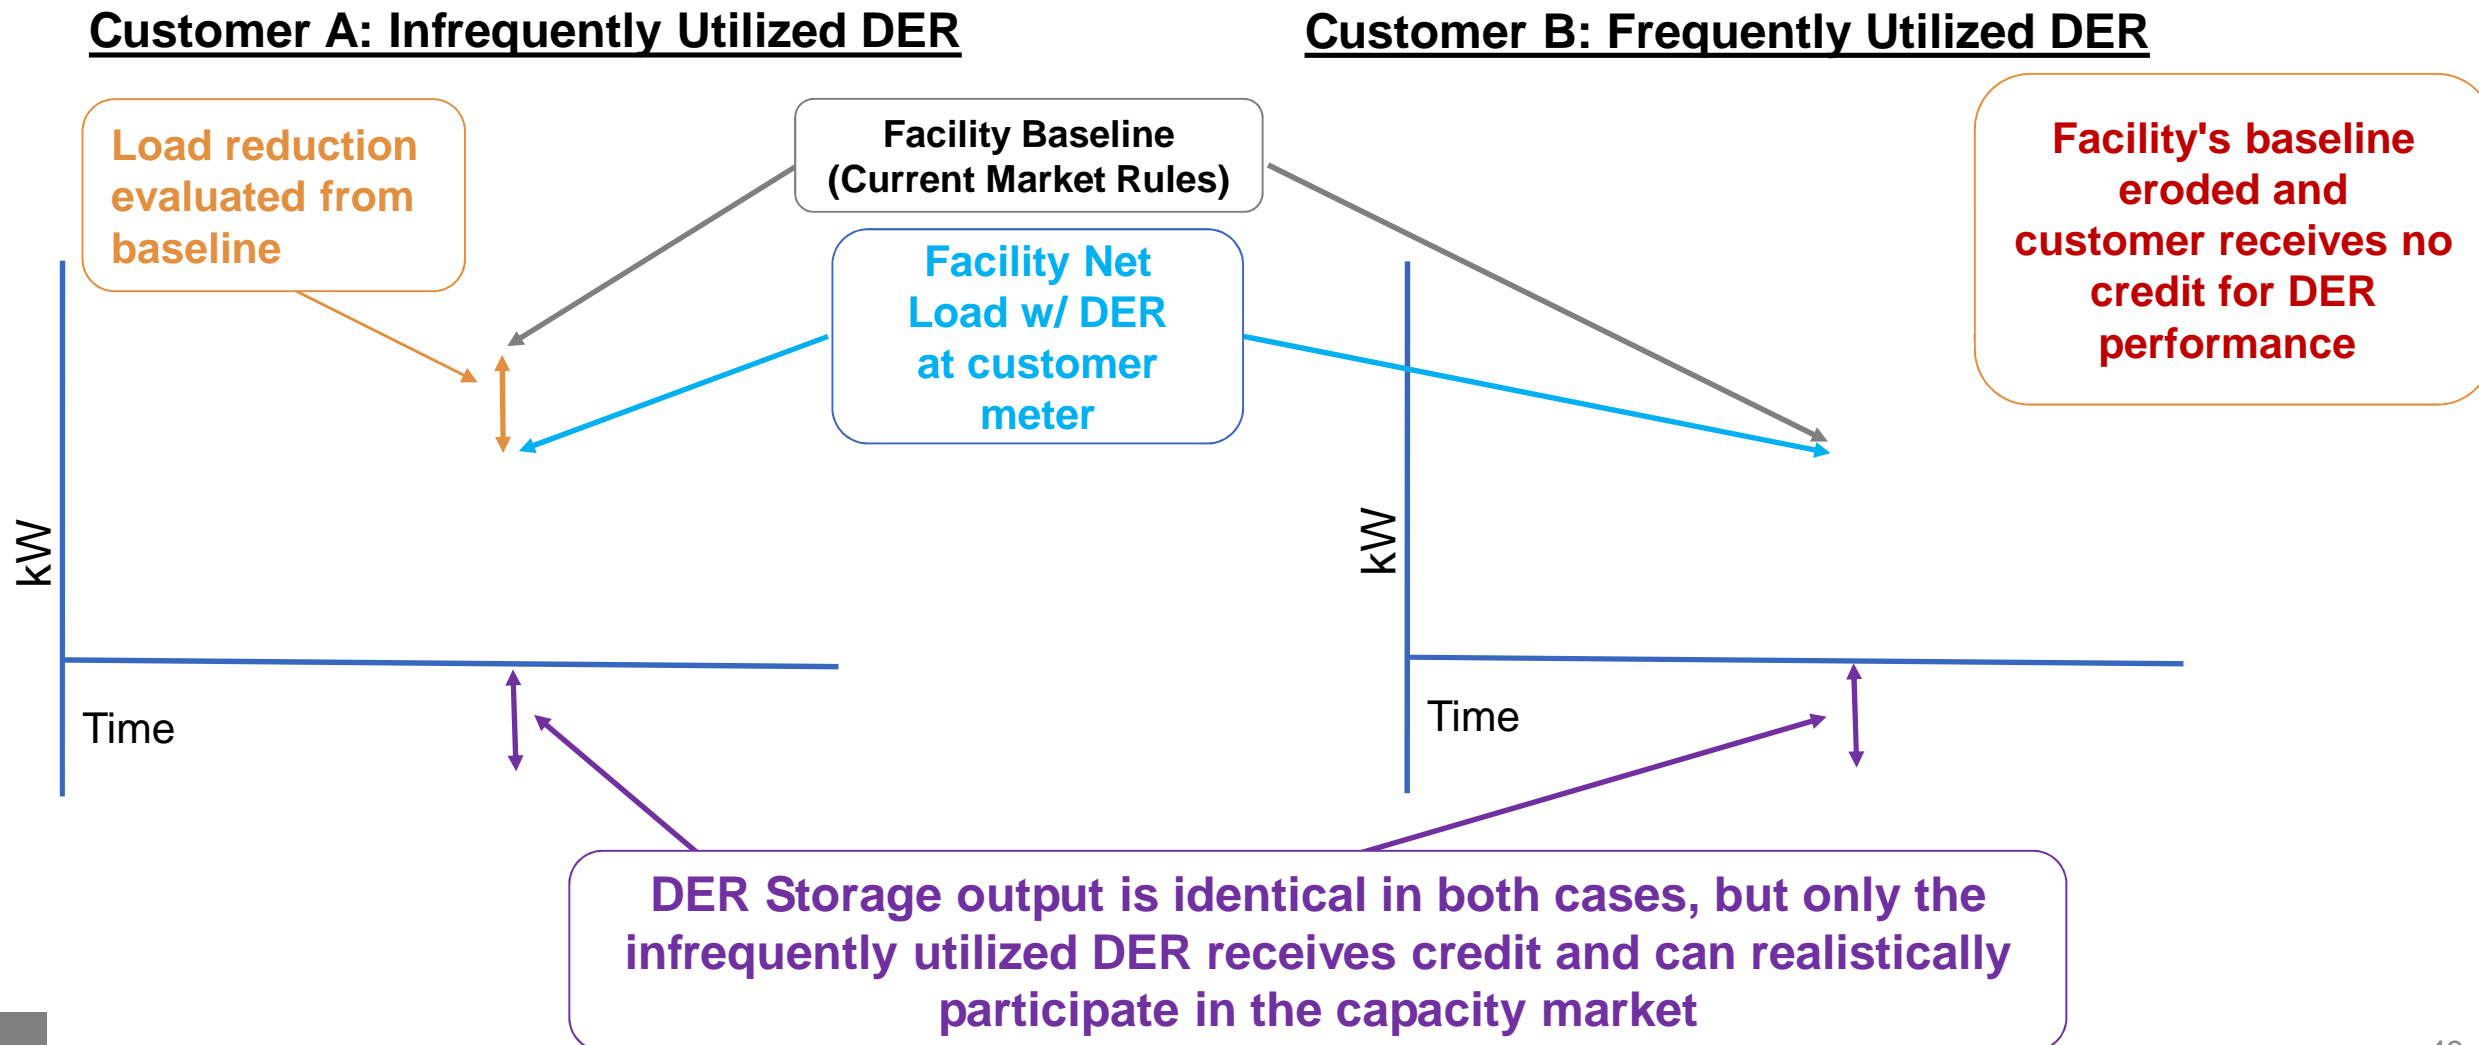 Customer A: Infrequently Utilized DER
Customer B: Frequently Utilized DER
Load reduction
evaluated from
baseline
Facility Baseline
(Current Market Rules)
Facility Net
Load w/ DER
at customer
meter
Facility's baseline
eroded and
customer receives no
credit for DER
performance
kW
Time
kW
Time
DER Storage output is identical in both cases, but only the
infrequently utilized DER receives credit and can realistically
participate in the capacity market